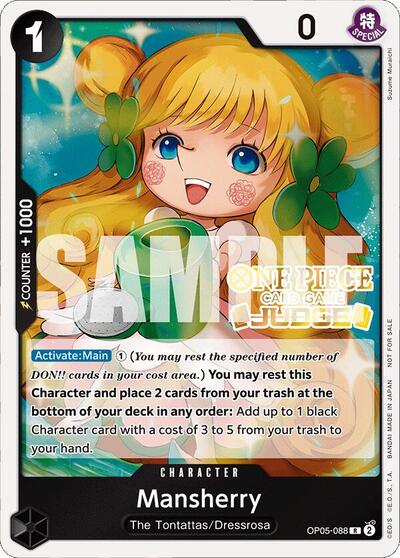 1
0
特
SPECIAL
Suzume Muraichi
COUNTER +1000
SAMPLE
ONE PIECE
CARD GAME
JUDGE
Activate:Main ① (You may rest the specified number of
DON!! cards in your cost area.) You may rest this
Character and place 2 cards from your trash at the
bottom of your deck in any order: Add up to 1 black
Character card with a cost of 3 to 5 from your trash to
your hand.
CHARACTER
Mansherry
The Tontattas/Dressrosa
OP05-088 R 2
©E.O./S., T.A. BANDAI MADE IN JAPAN NOT FOR SALE